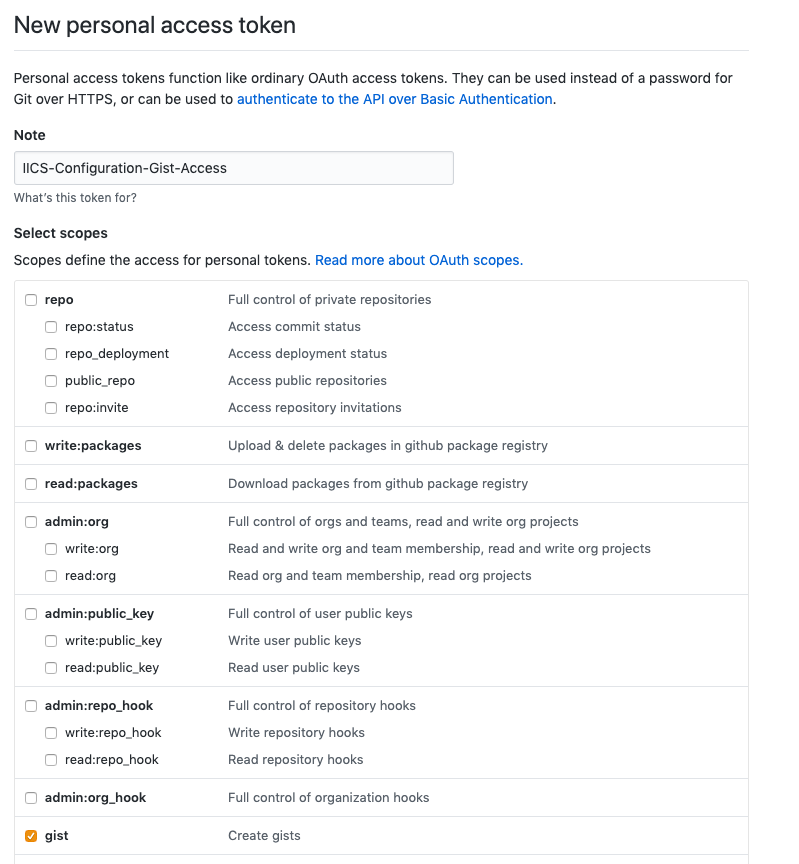 New personal access token
Personal access tokens function like ordinary OAuth access tokens. They can be used instead of a password for
Git over HTTPS, or can be used to authenticate to the API over Basic Authentication.
Note
IICS-Configuration-Gist-Access
What's this token for?
Select scopes
Scopes define the access for personal tokens. Read more about OAuth scopes.
repo Full control of private repositories
repo:status Access commit status
repo_deployment Access deployment status
public_repo Access public repositories
repo:invite Access repository invitations
write:packages Upload & delete packages in github package registry
read:packages Download packages from github package registry
admin:org Full control of orgs and teams, read and write org projects
write:org Read and write org and team membership, read and write org projects
read:org Read org and team membership, read org projects
admin:public_key Full control of user public keys
write:public_key Write user public keys
read:public_key Read user public keys
admin:repo_hook Full control of repository hooks
write:repo_hook Write repository hooks
read:repo_hook Read repository hooks
admin:org_hook Full control of organization hooks
gist Create gists